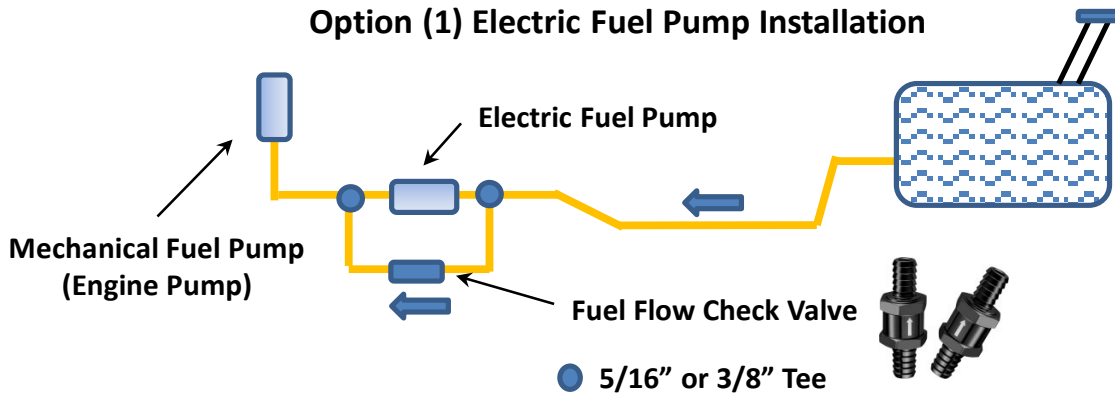 Option (1) Electric Fuel Pump Installation
Electric Fuel Pump
Mechanical Fuel Pump
(Engine Pump)
Fuel Flow Check Valve
5/16” or 3/8” Tee